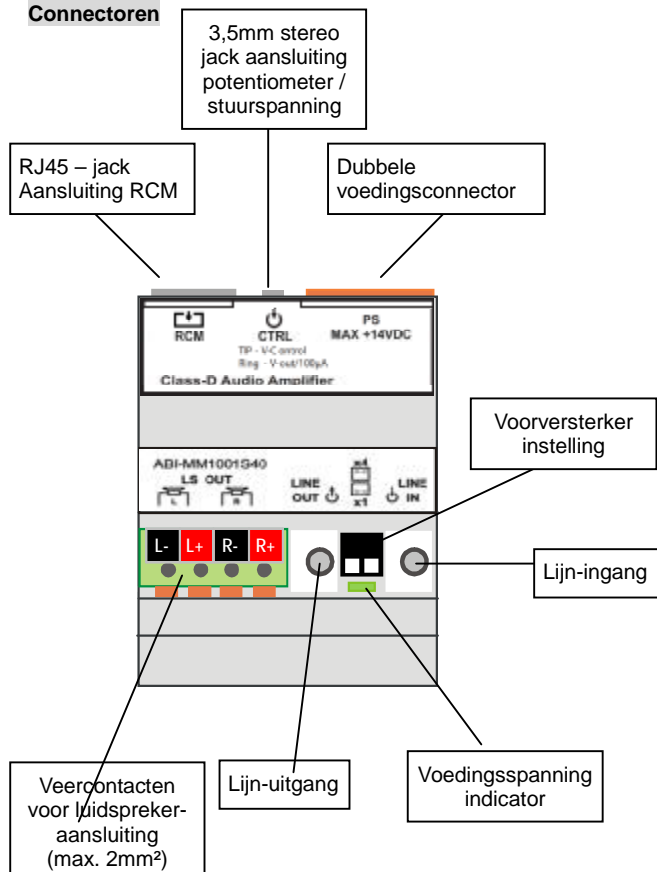 Connectoren
3,5mm stereo
jack aansluiting
potentiometer /
stuurspanning
RJ45 – jack
Aansluiting RCM
Dubbele
voedingsconnector
RCM
CTRL
TIP - V-Control
Ring - V-out/100µA
PS
MAX +14VDC
Class-D Audio Amplifier
Voorversterker
instelling
ABI-MM1001S40
LS OUT
L
R
LINE
OUT
x4
x1
LINE
IN
L-
L+
R-
R+
Lijn-ingang
Veercontacten
voor luidspreker-
aansluiting
(max. 2mm²)
Lijn-uitgang
Voedingsspanning
indicator